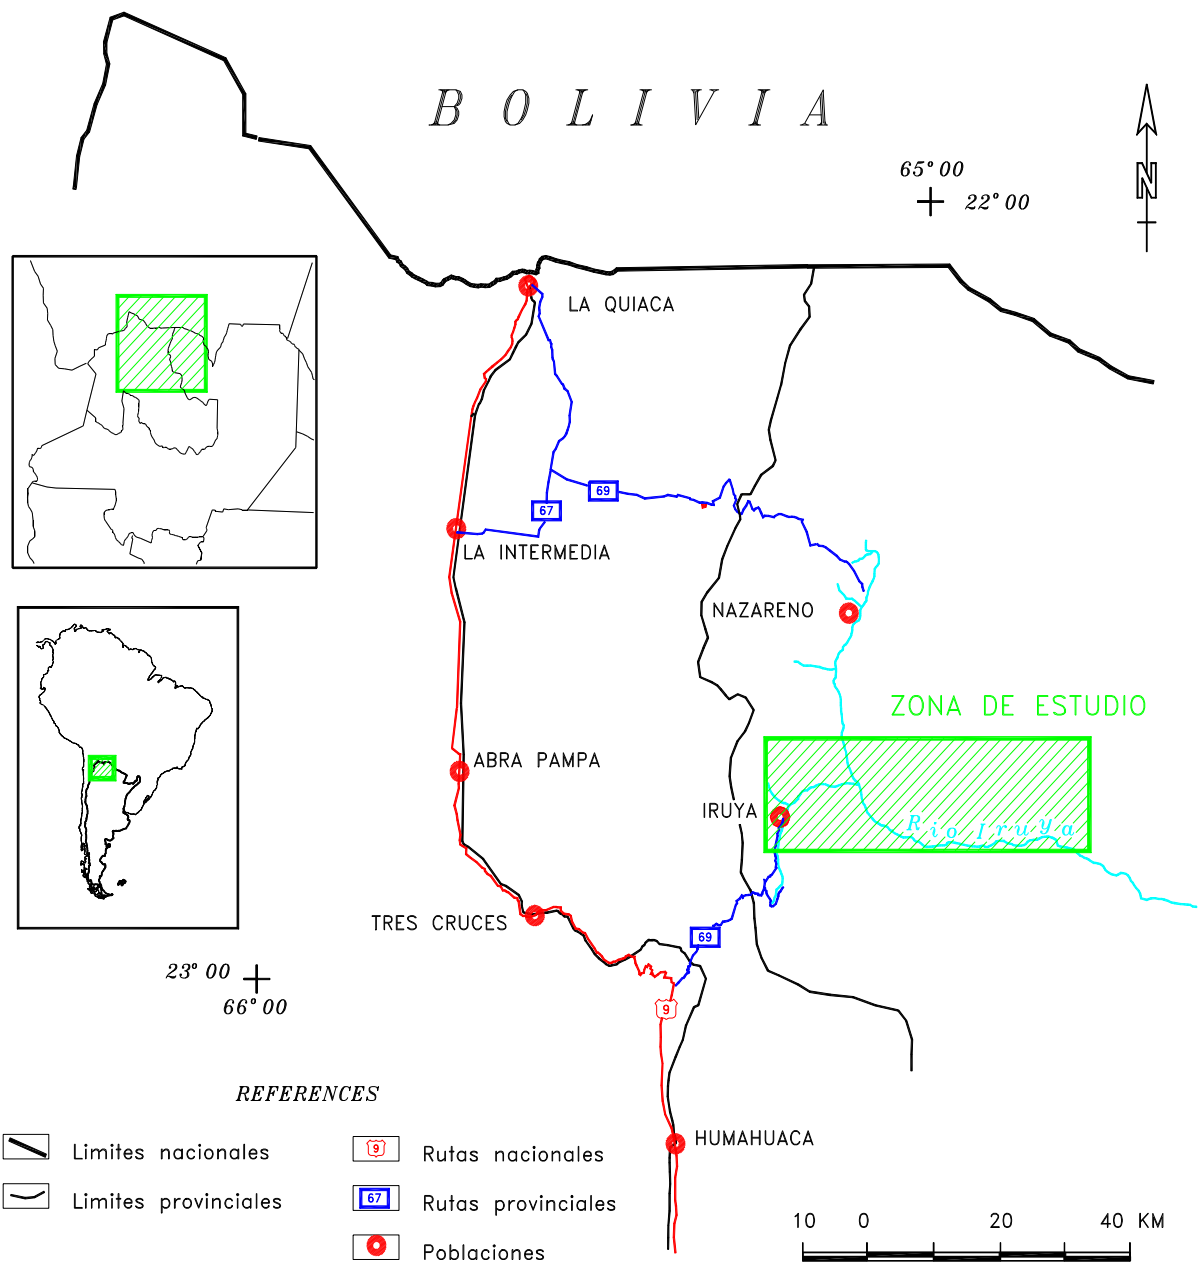 BOLIVIA
65° 00
22° 00
N
LA QUIACA
69
67
LA INTERMEDIA
NAZARENO
ZONA DE ESTUDIO
ABRA PAMPA
IRUYA
Rio Iruya
TRES CRUCES
69
23° 00
66° 00
9
REFERENCES
HUMAHUACA
Limites nacionales
9 Rutas nacionales
Limites provinciales
67 Rutas provinciales
Poblaciones
10 0 20 40 KM